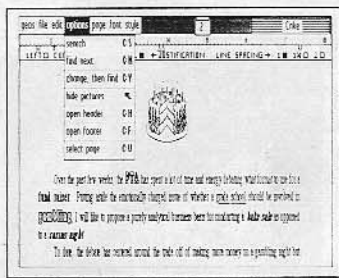 geos file edit options page font style
2
Cake
search C S
find next C N
change, then find C Y
hide pictures
open header C H
open footer C F
select page C U
← JUSTIFICATION LINE SPACING →
Over the past few weeks, the PTA has spent a lot of time and energy debating what format to use for a
fund raiser. Putting aside the emotionally charged issue of whether a grade school should be involved in
gambling, I will like to propose a purely analytical business basis for conducting a bake sale as opposed
to a casino night
To date, the debate has centered around the trade off of making more money on a gambling night but